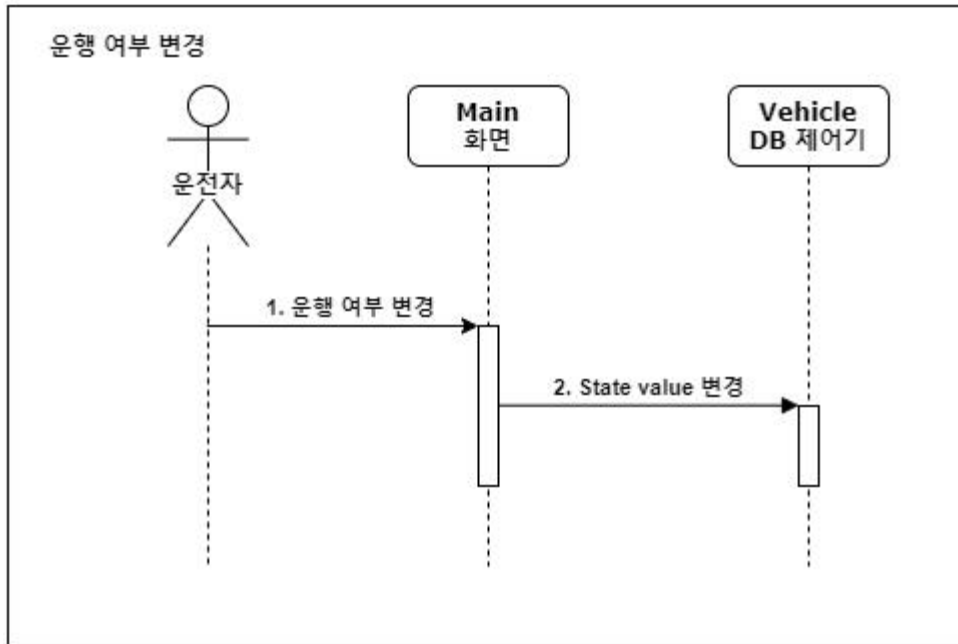 운행 여부 변경
Main
화면
Vehicle
DB 제어기
운전자
1. 운행 여부 변경
2. State value 변경